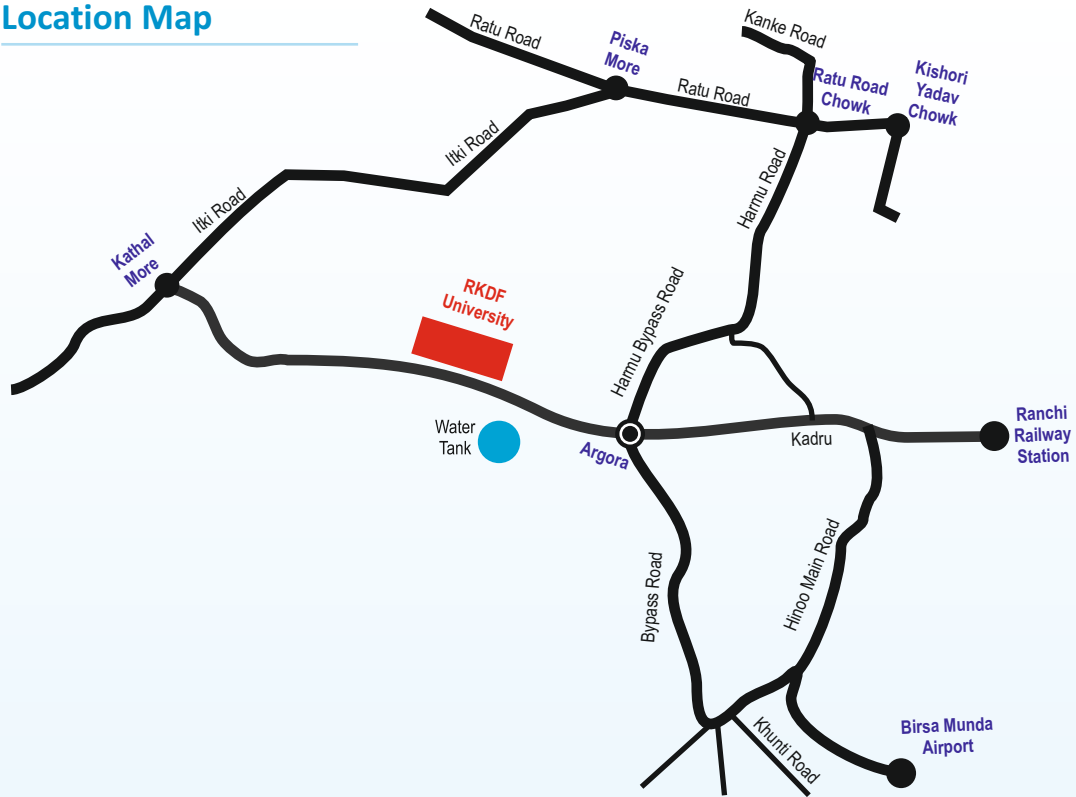 Location Map
Ratu Road
Kanke Road
Piska
More
Ratu Road
Ratu Road
Chowk
Kishori
Yadav
Chowk
Itki Road
Harmu Road
Itki Road
Kathal
More
RKDF
University
Harmu Bypass Road
Water
Tank
Argora
Kadru
Ranchi
Railway
Station
Bypass Road
Hinoo Main Road
Khunti Road
Birsa Munda
Airport